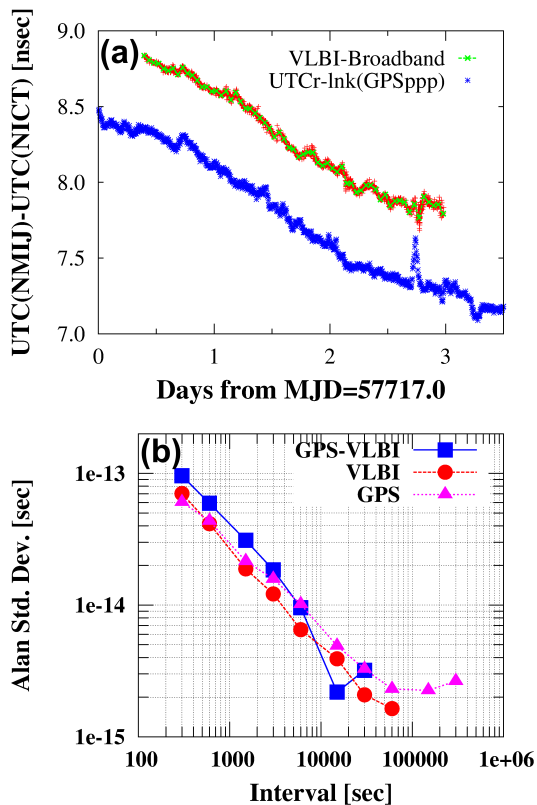 (a)
VLBI-Broadband
UTCr-lnk(GPSppp)
UTC(NMIJ)-UTC(NICT) [nsec]
9.0
8.5
8.0
7.5
7.0
0
1
2
3
Days from MJD=57717.0
(b)
GPS-VLBI
VLBI
GPS
Alan Std. Dev. [sec]
1e-13
1e-14
1e-15
100
1000
10000
100000
1e+06
Interval [sec]